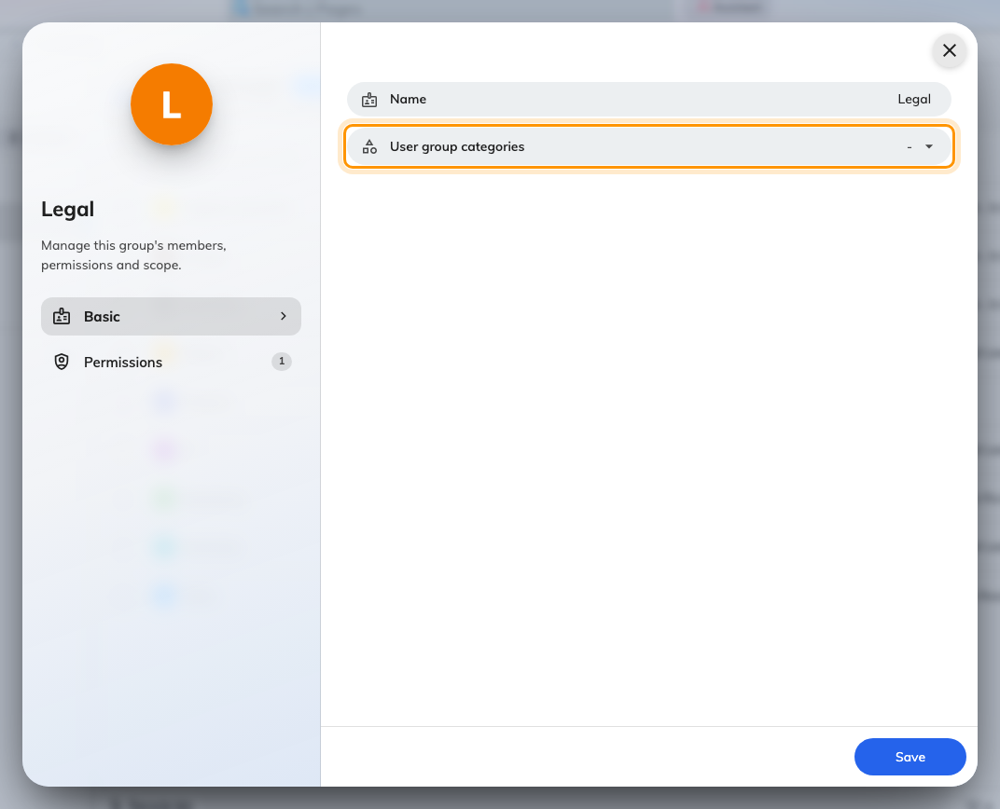 L
Legal
Manage this group's members,
permissions and scope.
Basic
Permissions 1
Name Legal
User group categories -
Save